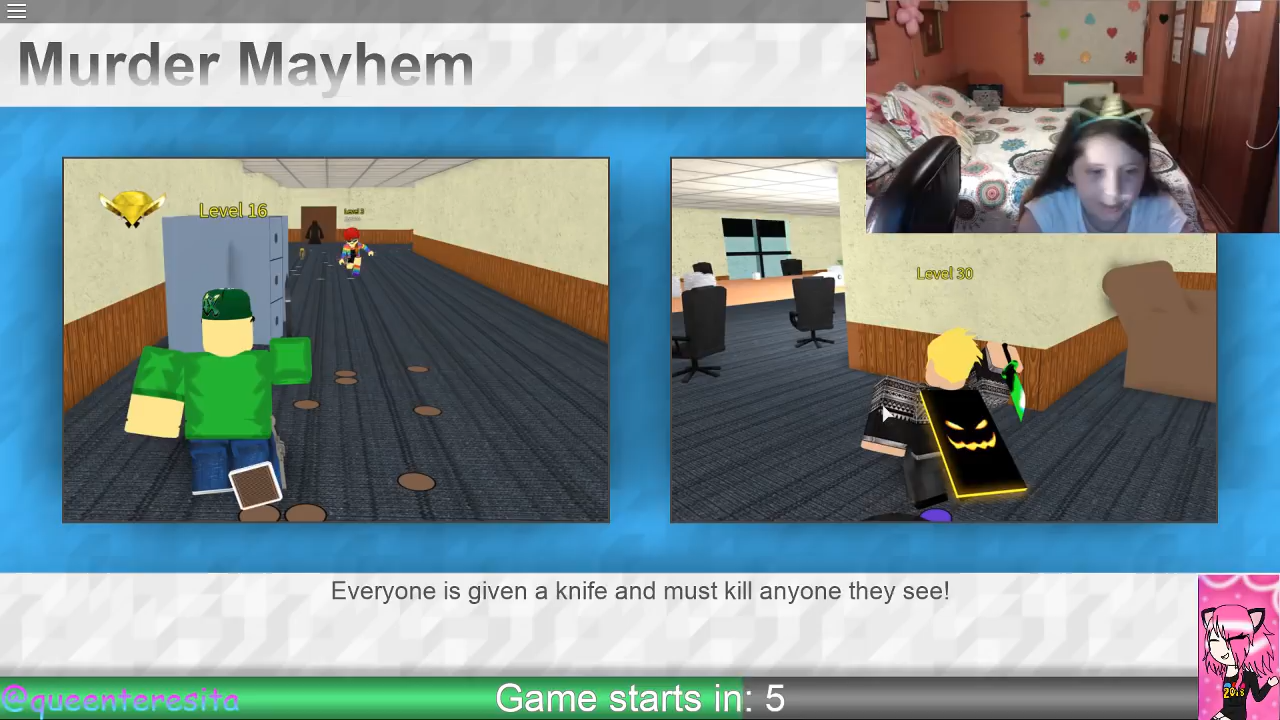 Murder Mayhem
Level 16
Level 30
Everyone is given a knife and must kill anyone they see!
@queenteresita
Game starts in: 5